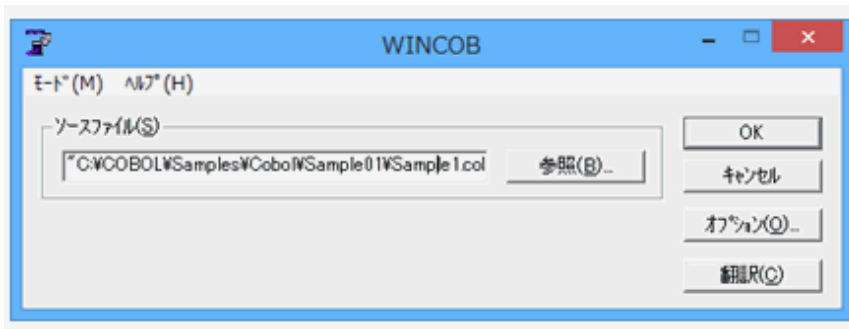 WINCOB
ﾓｰﾄﾞ(M) ﾍﾙﾌﾟ(H)
ｿｰｽﾌｧｲﾙ(S)
"C:¥COBOL¥Samples¥Cobol¥Sample01¥Sample1.col
参照(B)...
OK
ｷｬﾝｾﾙ
ｵﾌﾟｼｮﾝ(O)...
翻訳(C)